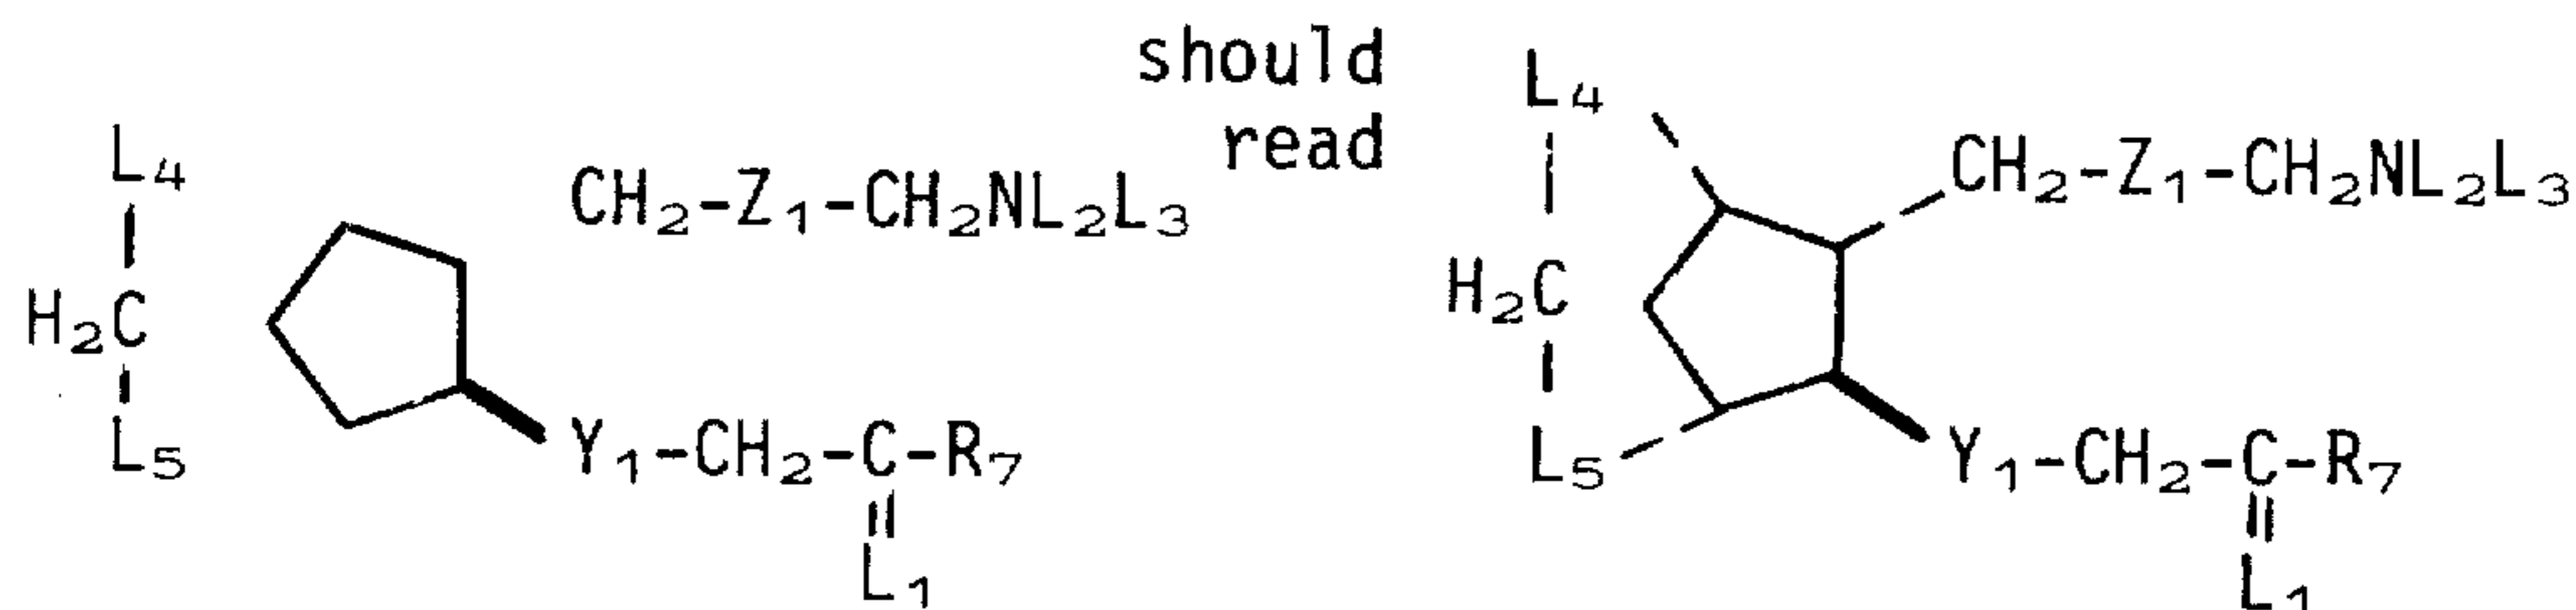 should
read
L₄
H₂C
L₅
CH₂-Z₁-CH₂NL₂L₃
Y₁-CH₂-C-R₇
L₁
L₄
H₂C
L₅
CH₂-Z₁-CH₂NL₂L₃
Y₁-CH₂-C-R₇
L₁